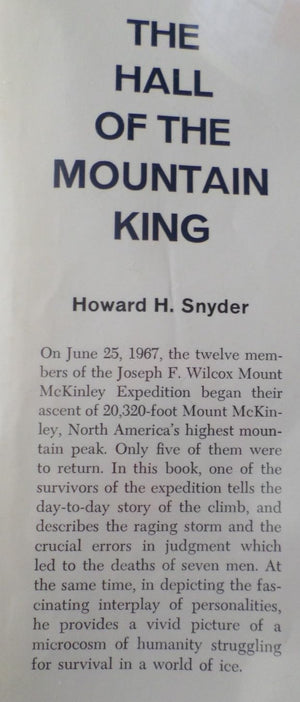 THE
HALL
OF THE
MOUNTAIN
KING
Howard H. Snyder
On June 25, 1967, the twelve mem-
bers of the Joseph F. Wilcox Mount
McKinley Expedition began their
ascent of 20,320-foot Mount McKin-
ley, North America's highest moun-
tain peak. Only five of them were
to return. In this book, one of the
survivors of the expedition tells the
day-to-day story of the climb, and
describes the raging storm and the
crucial errors in judgment which
led to the deaths of seven men. At
the same time, in depicting the fas-
cinating interplay of personalities,
he provides a vivid picture of a
microcosm of humanity struggling
for survival in a world of ice.